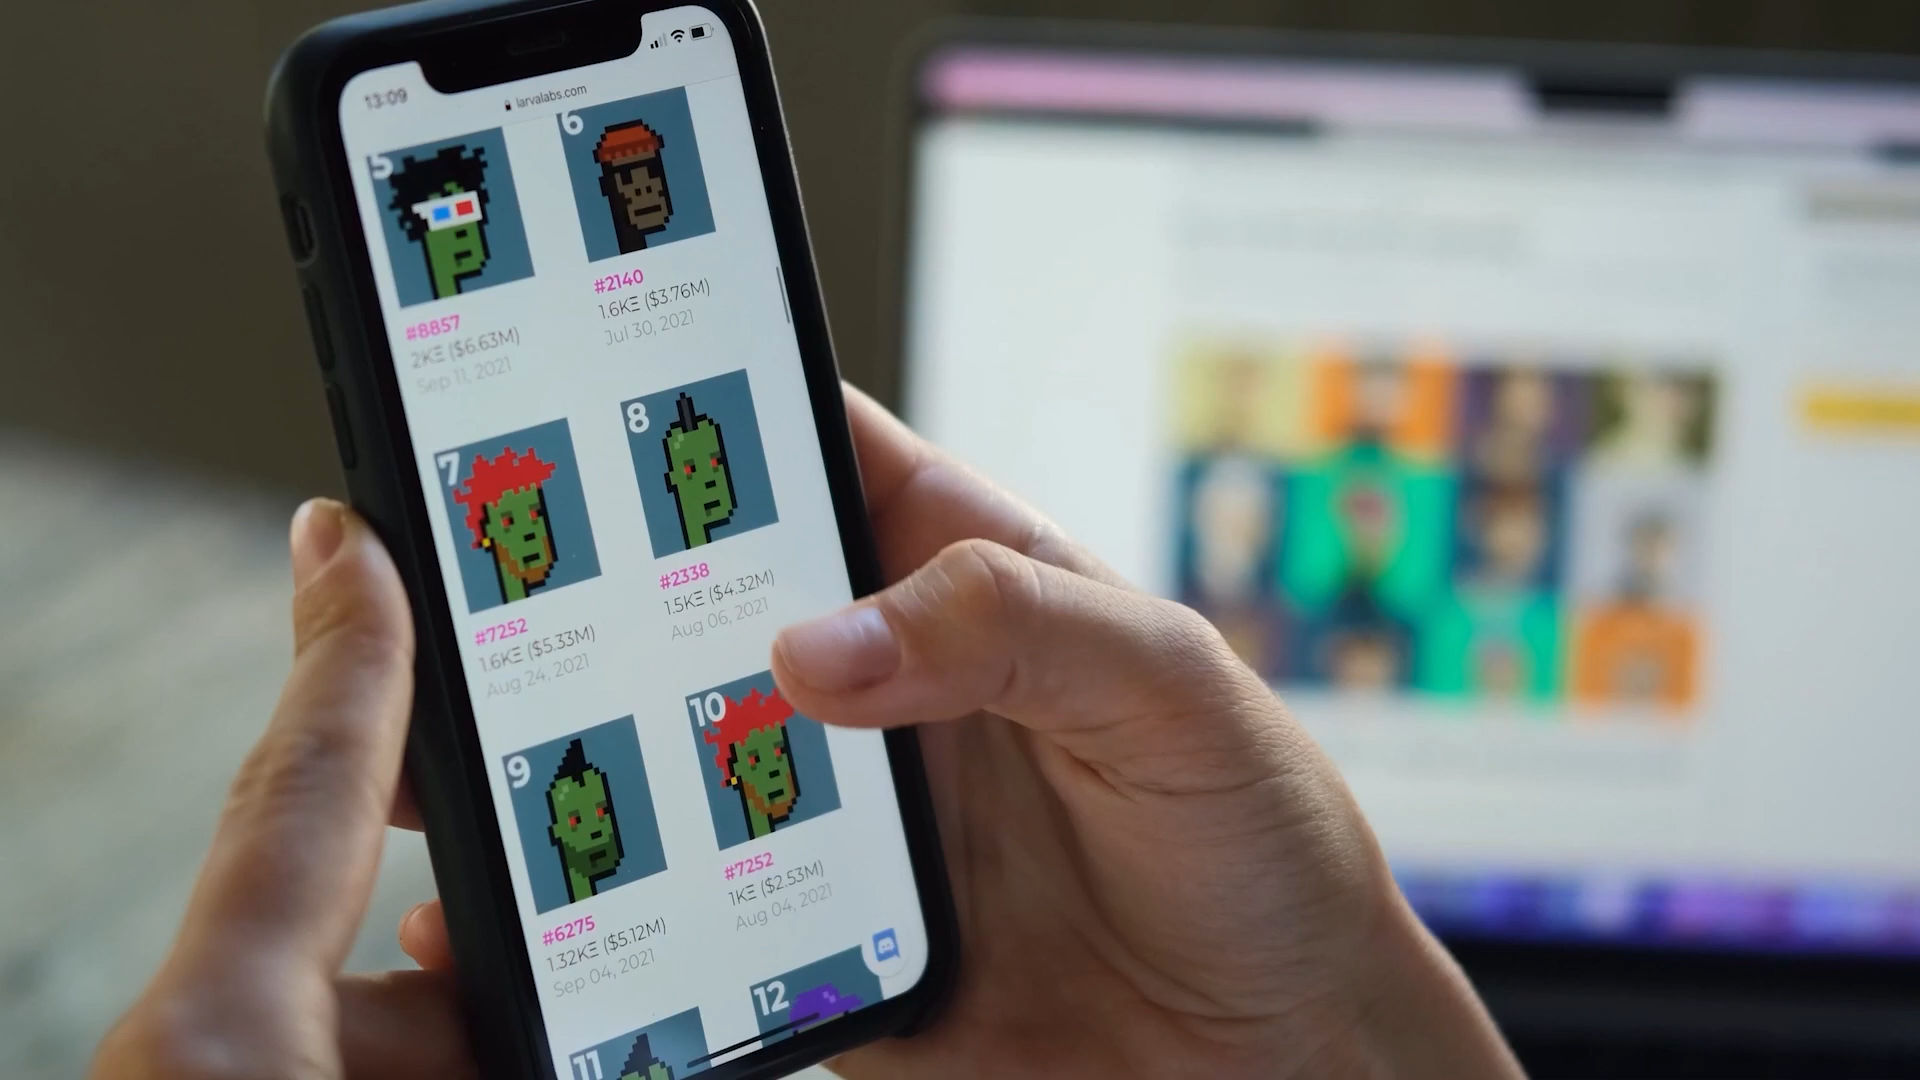 13:09
larvalabs.com
5
6
#8857
2KΞ ($6.63M)
Sep 11, 2021
#2140
1.6KΞ ($3.76M)
Jul 30, 2021
7
8
#7252
1.6KΞ ($5.33M)
Aug 24, 2021
#2338
1.5KΞ ($4.32M)
Aug 06, 2021
9
10
#6275
1.32KΞ ($5.12M)
Sep 04, 2021
#7252
1KΞ ($2.53M)
Aug 04, 2021
11
12